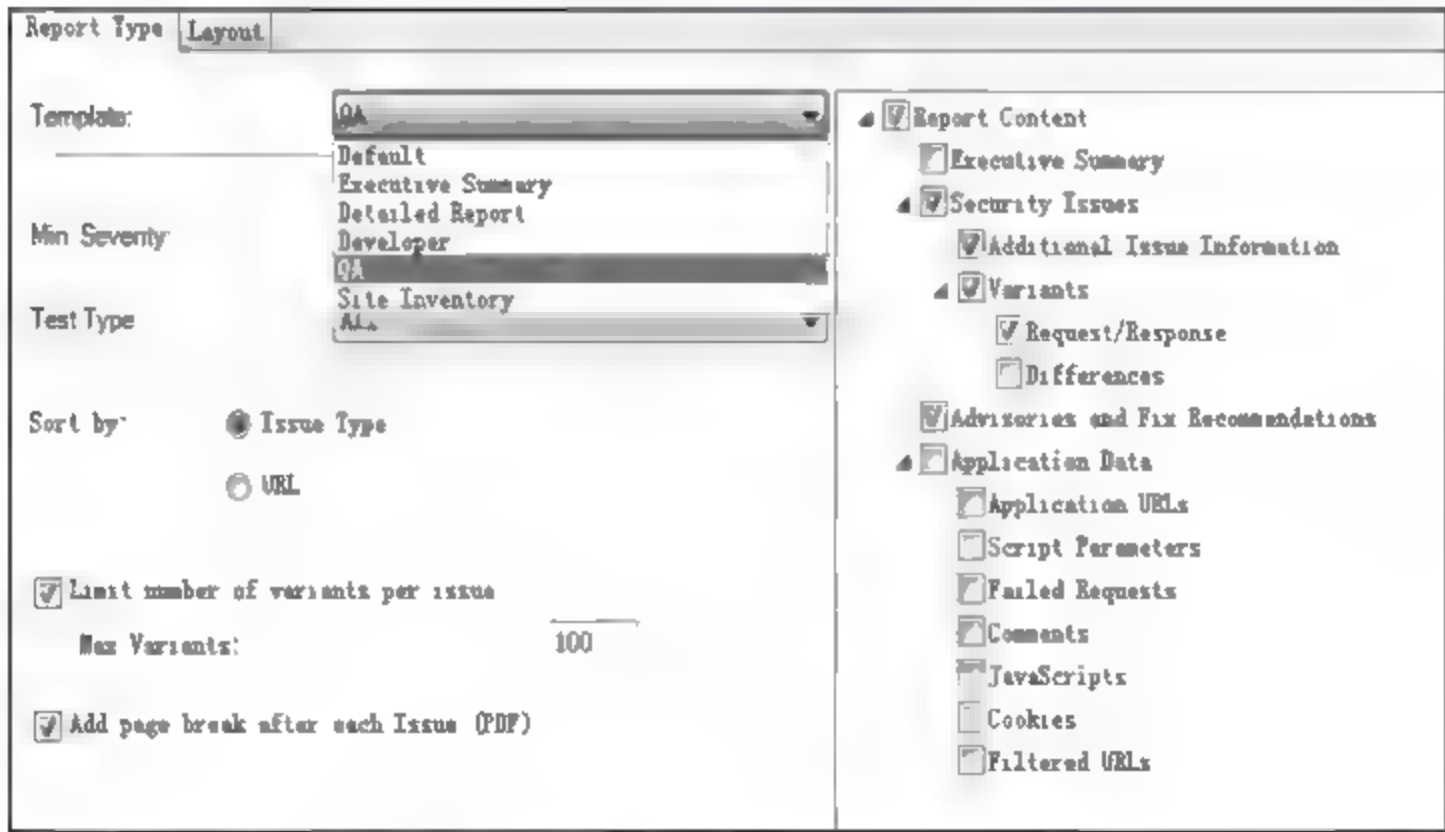 Report Type Layout
Template:
QA
Default
Executive Summary
Detailed Report
Developer
QA
Site Inventory
Min Severity
Test Type
All
Sort by:
Issue Type
URL
Limit number of variants per issue
Max Variants:
100
Add page break after each Issue (PDF)
Report Content
Executive Summary
Security Issues
Additional Issue Information
Variants
Request/Response
Differences
Advisories and Fix Recommendations
Application Data
Application URLs
Script Parameters
Failed Requests
Comments
JavaScripts
Cookies
Filtered URLs